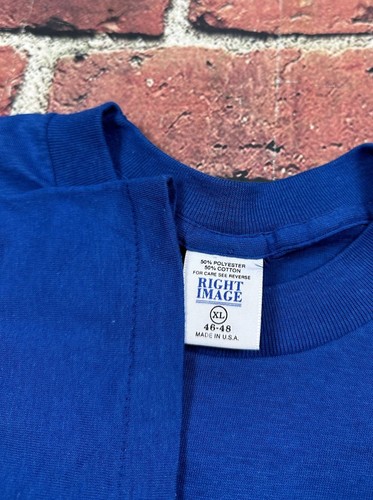 50% POLYESTER
50% COTTON
FOR CARE SEE REVERSE
RIGHT
IMAGE
XL
46-48
MADE IN U.S.A.